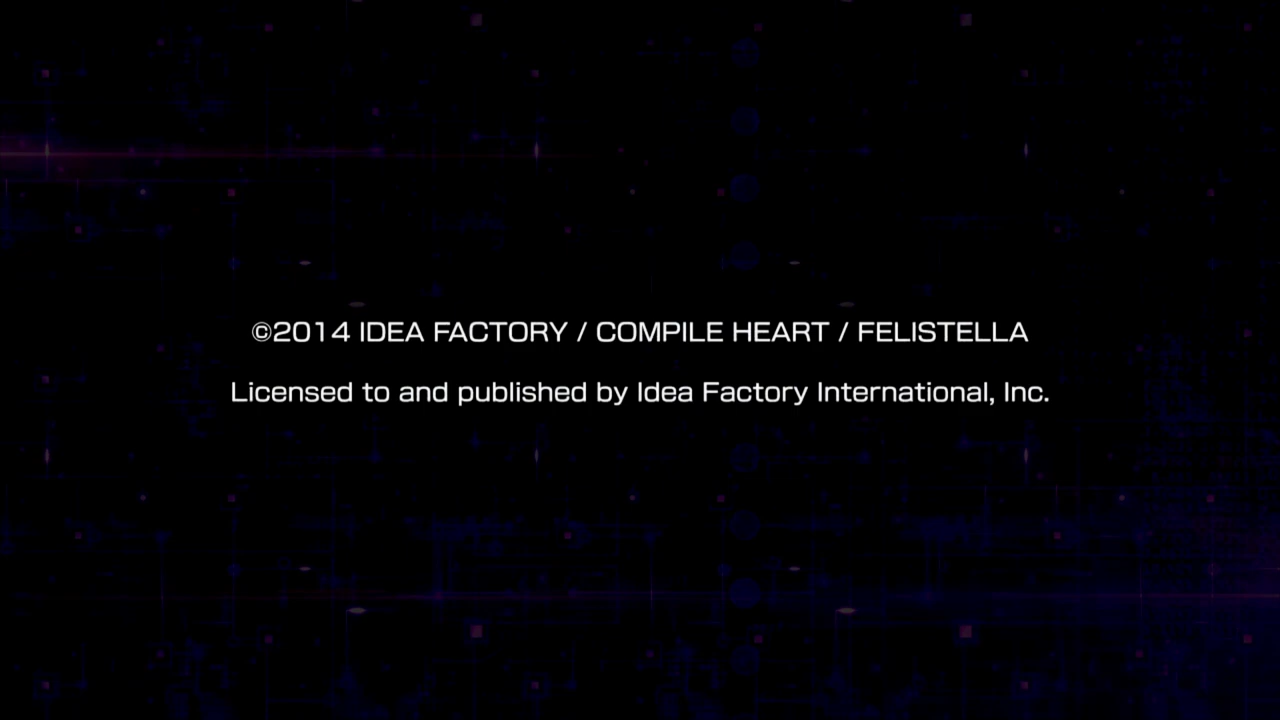 ©2014 IDEA FACTORY / COMPILE HEART / FELISTELLA
Licensed to and published by Idea Factory International, Inc.